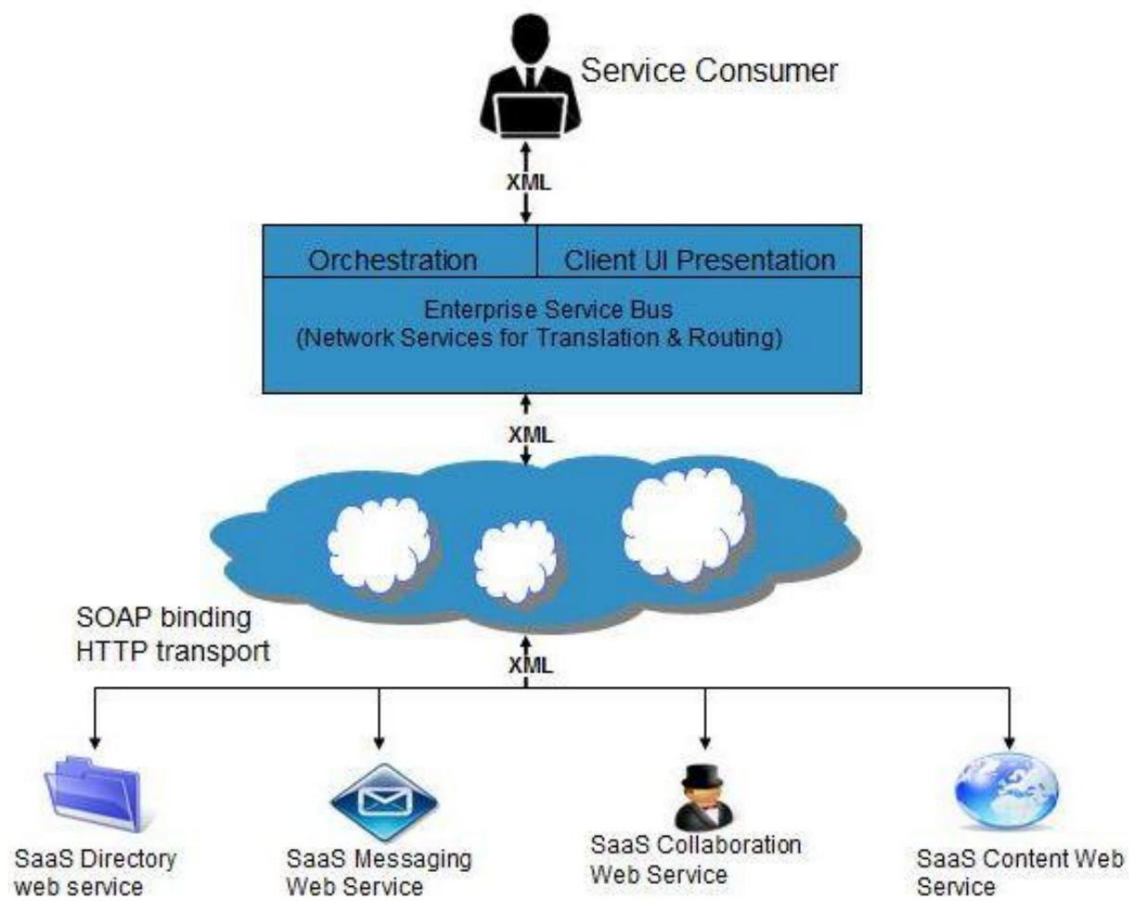 Service Consumer
XML
Orchestration
Client UI Presentation
Enterprise Service Bus
(Network Services for Translation & Routing)
XML
SOAP binding
HTTP transport
XML
SaaS Directory
web service
SaaS Messaging
Web Service
SaaS Collaboration
Web Service
SaaS Content Web
Service